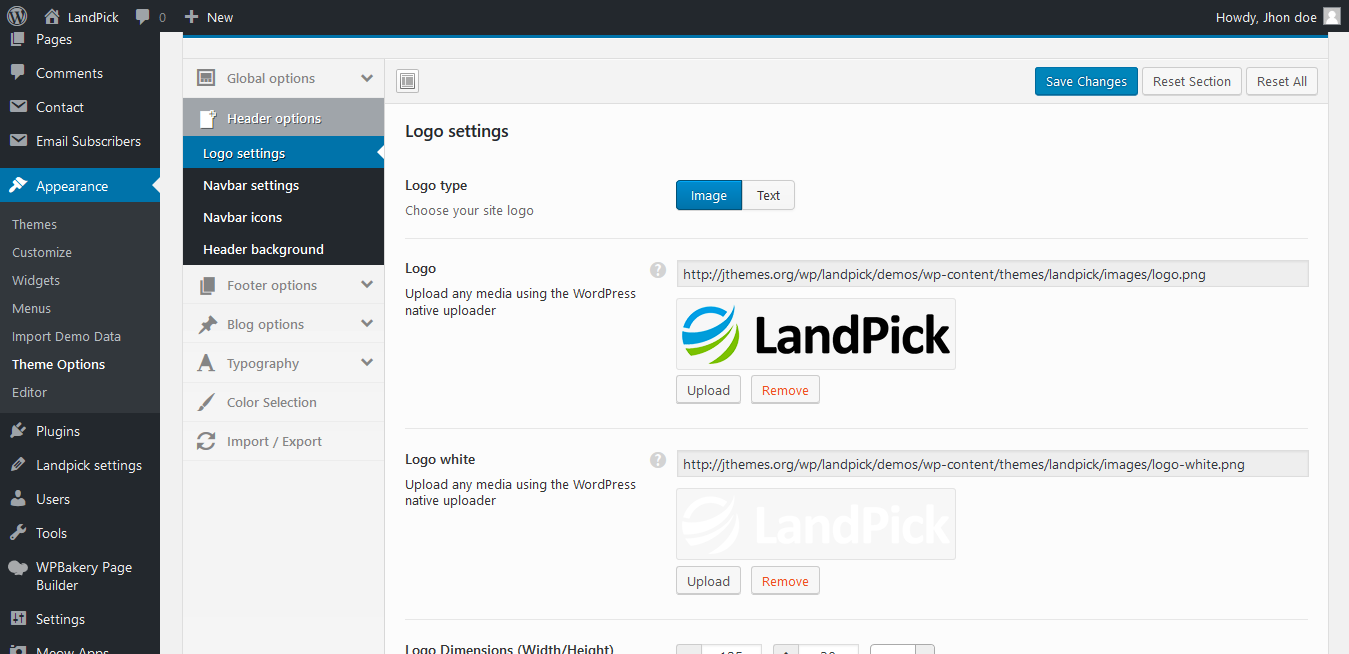 LandPick
0
New
Howdy, Jhon doe
Pages
Comments
Contact
Email Subscribers
Appearance
Themes
Customize
Widgets
Menus
Import Demo Data
Theme Options
Editor
Plugins
Landpick settings
Users
Tools
WPBakery Page
Builder
Settings
Meow Apps
Global options
Header options
Logo settings
Navbar settings
Navbar icons
Header background
Footer options
Blog options
Typography
Color Selection
Import / Export
Save Changes
Reset Section
Reset All
Logo settings
Logo type
Choose your site logo
Image
Text
Logo
Upload any media using the WordPress
native uploader
?
http://jthemes.org/wp/landpick/demos/wp-content/themes/landpick/images/logo.png
LandPick
Upload
Remove
Logo white
Upload any media using the WordPress
native uploader
?
http://jthemes.org/wp/landpick/demos/wp-content/themes/landpick/images/logo-white.png
LandPick
Upload
Remove
Logo Dimensions (Width/Height)